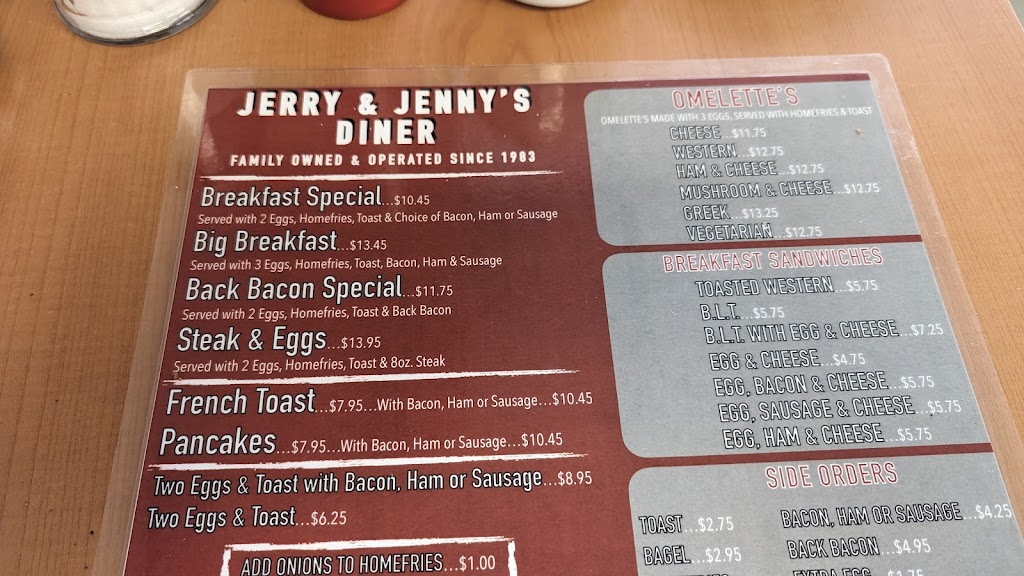 JERRY & JENNY'S
DINER
FAMILY OWNED & OPERATED SINCE 1983
Breakfast Special...$10.45
Served with 2 Eggs, Homefries, Toast & Choice of Bacon, Ham or Sausage
Big Breakfast...$13.45
Served with 3 Eggs, Homefries, Toast, Bacon, Ham & Sausage
Back Bacon Special...$11.75
Served with 2 Eggs, Homefries, Toast & Back Bacon
Steak & Eggs...$13.95
Served with 2 Eggs, Homefries, Toast & 8oz. Steak
French Toast...$7.95...With Bacon, Ham or Sausage...$10.45
Pancakes...$7.95...With Bacon, Ham or Sausage...$10.45
Two Eggs & Toast with Bacon, Ham or Sausage...$8.95
Two Eggs & Toast...$6.25
ADD ONIONS TO HOMEFRIES...$1.00
OMELETTE'S
OMELETTE'S MADE WITH 3 EGGS, SERVED WITH HOMEFRIES & TOAST
CHEESE...$11.75
WESTERN...$12.75
HAM & CHEESE...$12.75
MUSHROOM & CHEESE...$12.75
GREEK...$13.25
VEGETARIAN...$12.75
BREAKFAST SANDWICHES
TOASTED WESTERN...$5.75
B.L.T....$5.75
B.L.T. WITH EGG & CHEESE...$7.25
EGG & CHEESE...$4.75
EGG, BACON & CHEESE...$5.75
EGG, SAUSAGE & CHEESE...$5.75
EGG, HAM & CHEESE...$5.75
SIDE ORDERS
TOAST...$2.75
BAGEL...$2.95
BACON, HAM OR SAUSAGE...$4.25
BACK BACON...$4.95
EXTRA EGG...$1.75